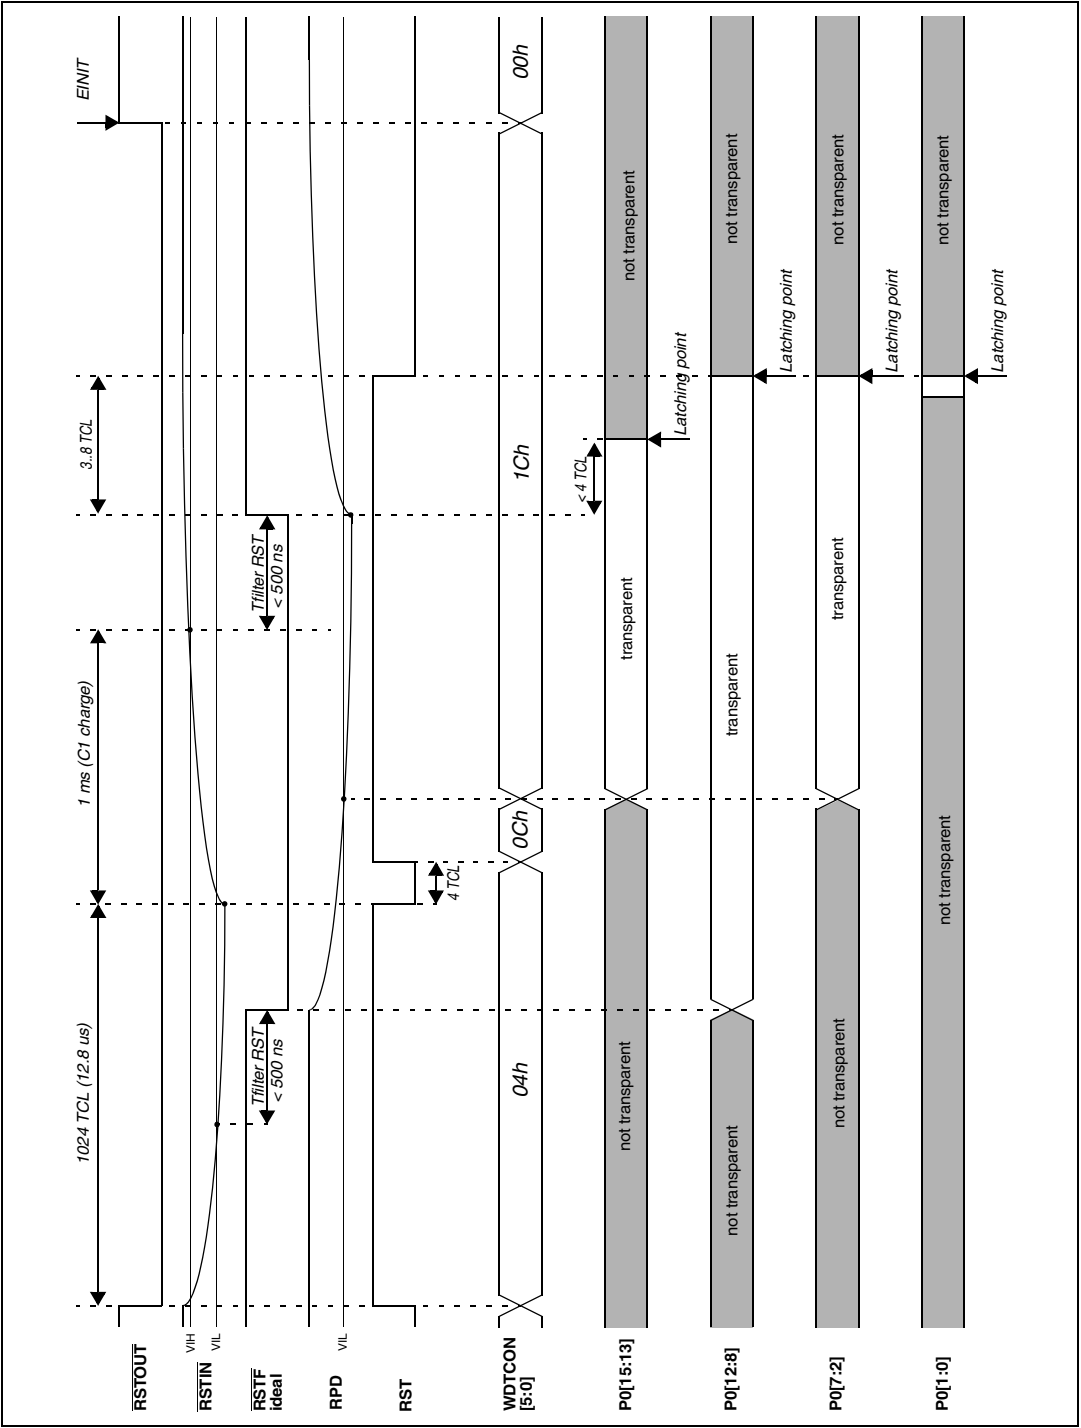 RSTOUT
EINIT
1024 TCL (12.8 us)
1 ms (C1 charge)
3..8 TCL
RSTIN
VIH
VIL
RSTF
ideal
Tfilter RST
< 500 ns
Tfilter RST
< 500 ns
RPD
VIL
RST
4 TCL
WDTCON
[5:0]
04h
0Ch
1Ch
00h
< 4 TCL
P0[15:13]
not transparent
transparent
not transparent
Latching point
P0[12:8]
not transparent
transparent
not transparent
Latching point
P0[7:2]
not transparent
transparent
not transparent
Latching point
P0[1:0]
not transparent
not transparent
Latching point